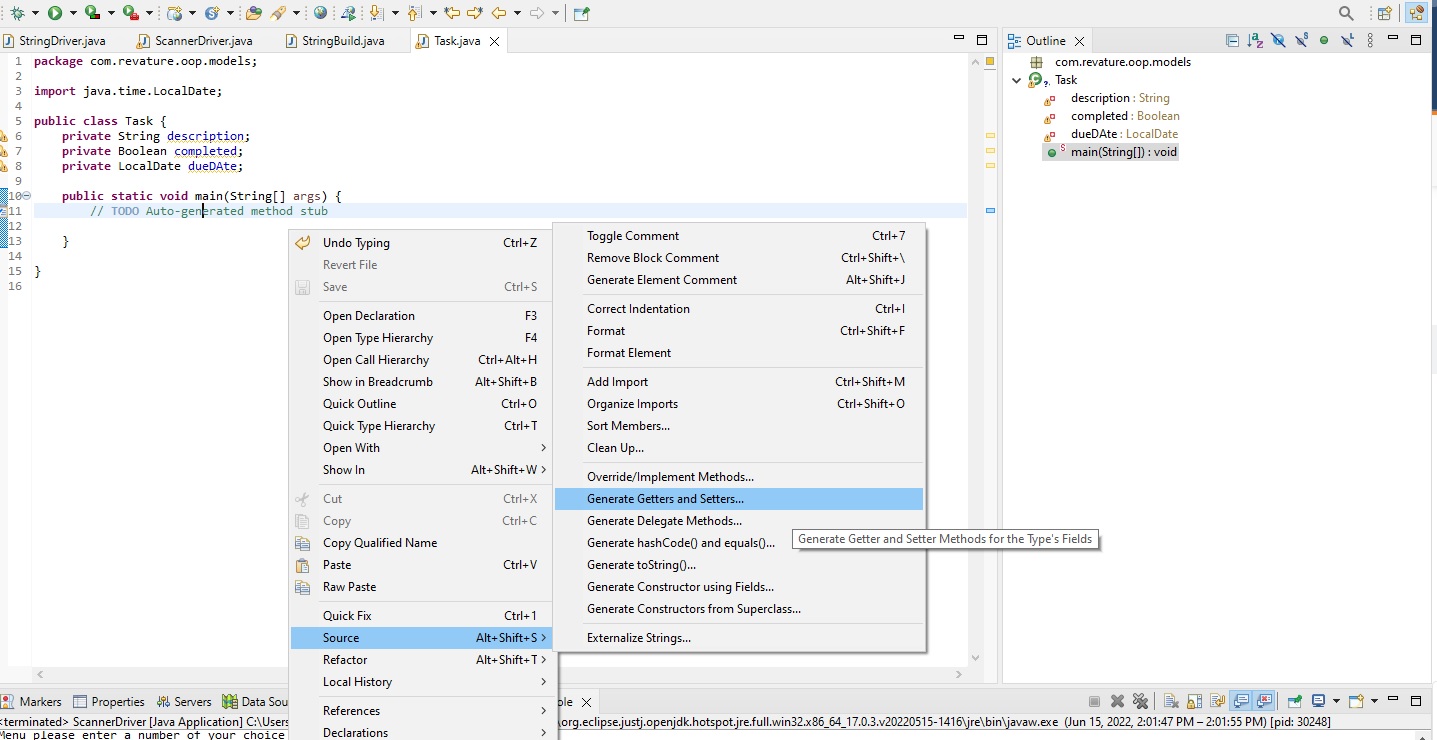 StringDriver.java ScannerDriver.java StringBuild.java Task.java
1 package com.revature.oop.models;
2
3 import java.time.LocalDate;
4
5 public class Task {
6 private String description;
7 private Boolean completed;
8 private LocalDate dueDAte;
9
10 public static void main(String[] args) {
11 // TODO Auto-generated method stub
12
13 }
14
15 }
16
Undo Typing Ctrl+Z
Revert File
Save Ctrl+S
Open Declaration F3
Open Type Hierarchy F4
Open Call Hierarchy Ctrl+Alt+H
Show in Breadcrumb Alt+Shift+B
Quick Outline Ctrl+O
Quick Type Hierarchy Ctrl+T
Open With
Show In Alt+Shift+W
Cut Ctrl+X
Copy Ctrl+C
Copy Qualified Name
Paste Ctrl+V
Raw Paste
Quick Fix Ctrl+1
Source Alt+Shift+S
Refactor Alt+Shift+T
Local History
References
Declarations
Toggle Comment Ctrl+7
Remove Block Comment Ctrl+Shift+\
Generate Element Comment Alt+Shift+J
Correct Indentation Ctrl+I
Format Ctrl+Shift+F
Format Element
Add Import Ctrl+Shift+M
Organize Imports Ctrl+Shift+O
Sort Members...
Clean Up...
Override/Implement Methods...
Generate Getters and Setters...
Generate Delegate Methods...
Generate hashCode() and equals()...
Generate toString()...
Generate Constructor using Fields...
Generate Constructors from Superclass...
Externalize Strings...
Generate Getter and Setter Methods for the Type's Fields
Outline
com.revature.oop.models
Task
description : String
completed : Boolean
dueDAte : LocalDate
main(String[]) : void
Markers Properties Servers Data Sou ole
<terminated> ScannerDriver [Java Application] C:\Users org.eclipse.justj.openjdk.hotspot.jre.full.win32.x86_64_17.0.3.v20220515-1416\jre\bin\javaw.exe (Jun 15, 2022, 2:01:47 PM – 2:01:55 PM) [pid: 30248]
Menu please enter a number of your choice